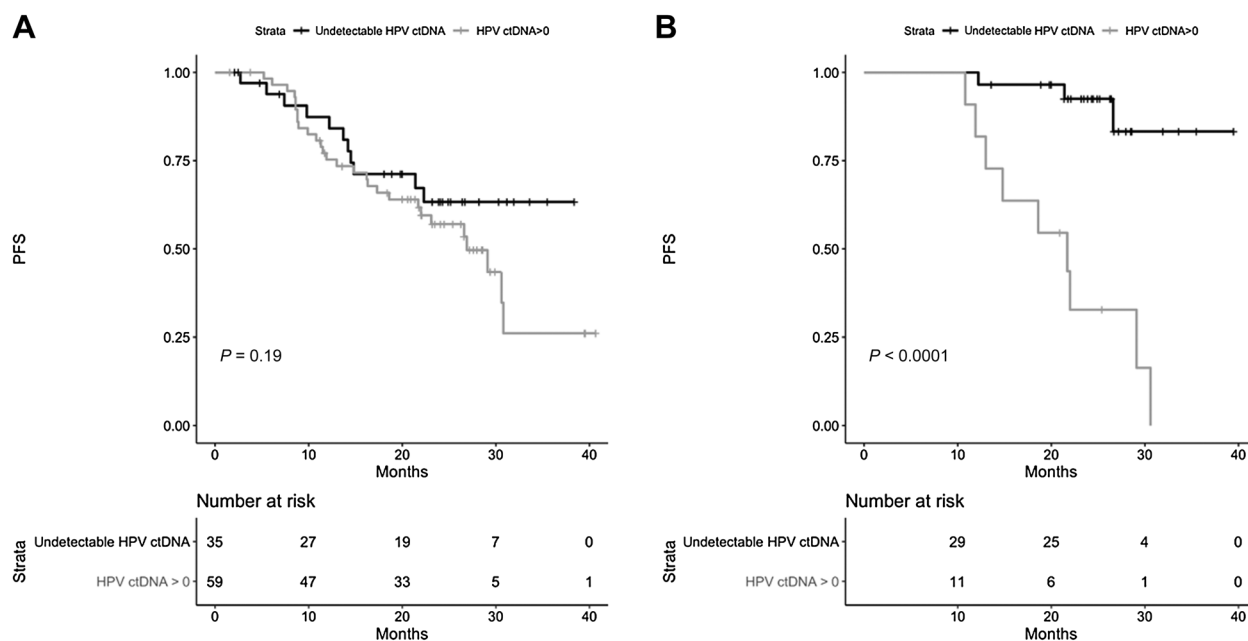 A
Strata Undetectable HPV ctDNA HPV ctDNA>0
1.00
0.75
0.50
0.25
0.00
PFS
P = 0.19
0 10 20 30 40
Months
Number at risk
Strata
Undetectable HPV ctDNA 35 27 19 7 0
HPV ctDNA > 0 59 47 33 5 1
0 10 20 30 40
Months
B
Strata Undetectable HPV ctDNA HPV ctDNA>0
1.00
0.75
0.50
0.25
0.00
PFS
P < 0.0001
0 10 20 30 40
Months
Number at risk
Strata
Undetectable HPV ctDNA 29 25 4 0
HPV ctDNA > 0 11 6 1 0
0 10 20 30 40
Months